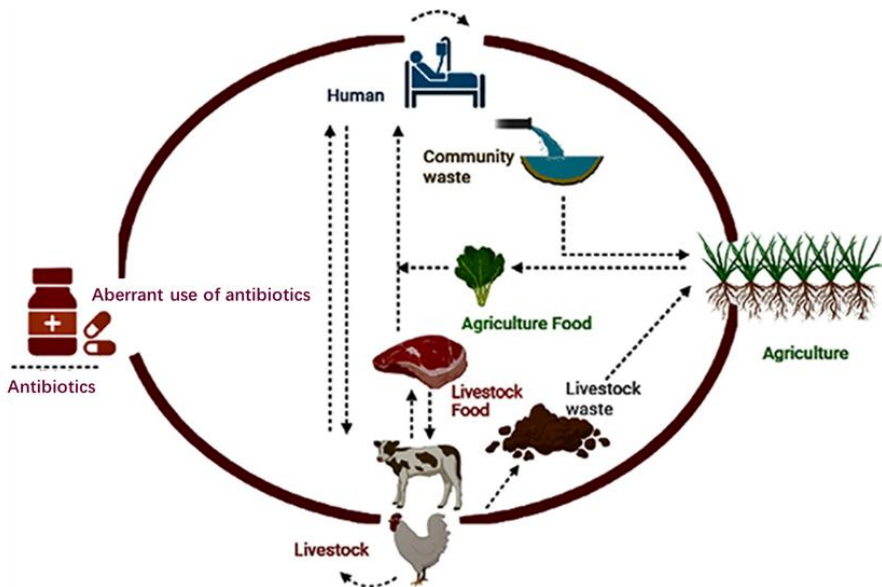 Human
Community
waste
Aberrant use of antibiotics
Agriculture Food
Agriculture
Antibiotics
Livestock
Food
Livestock
waste
Livestock